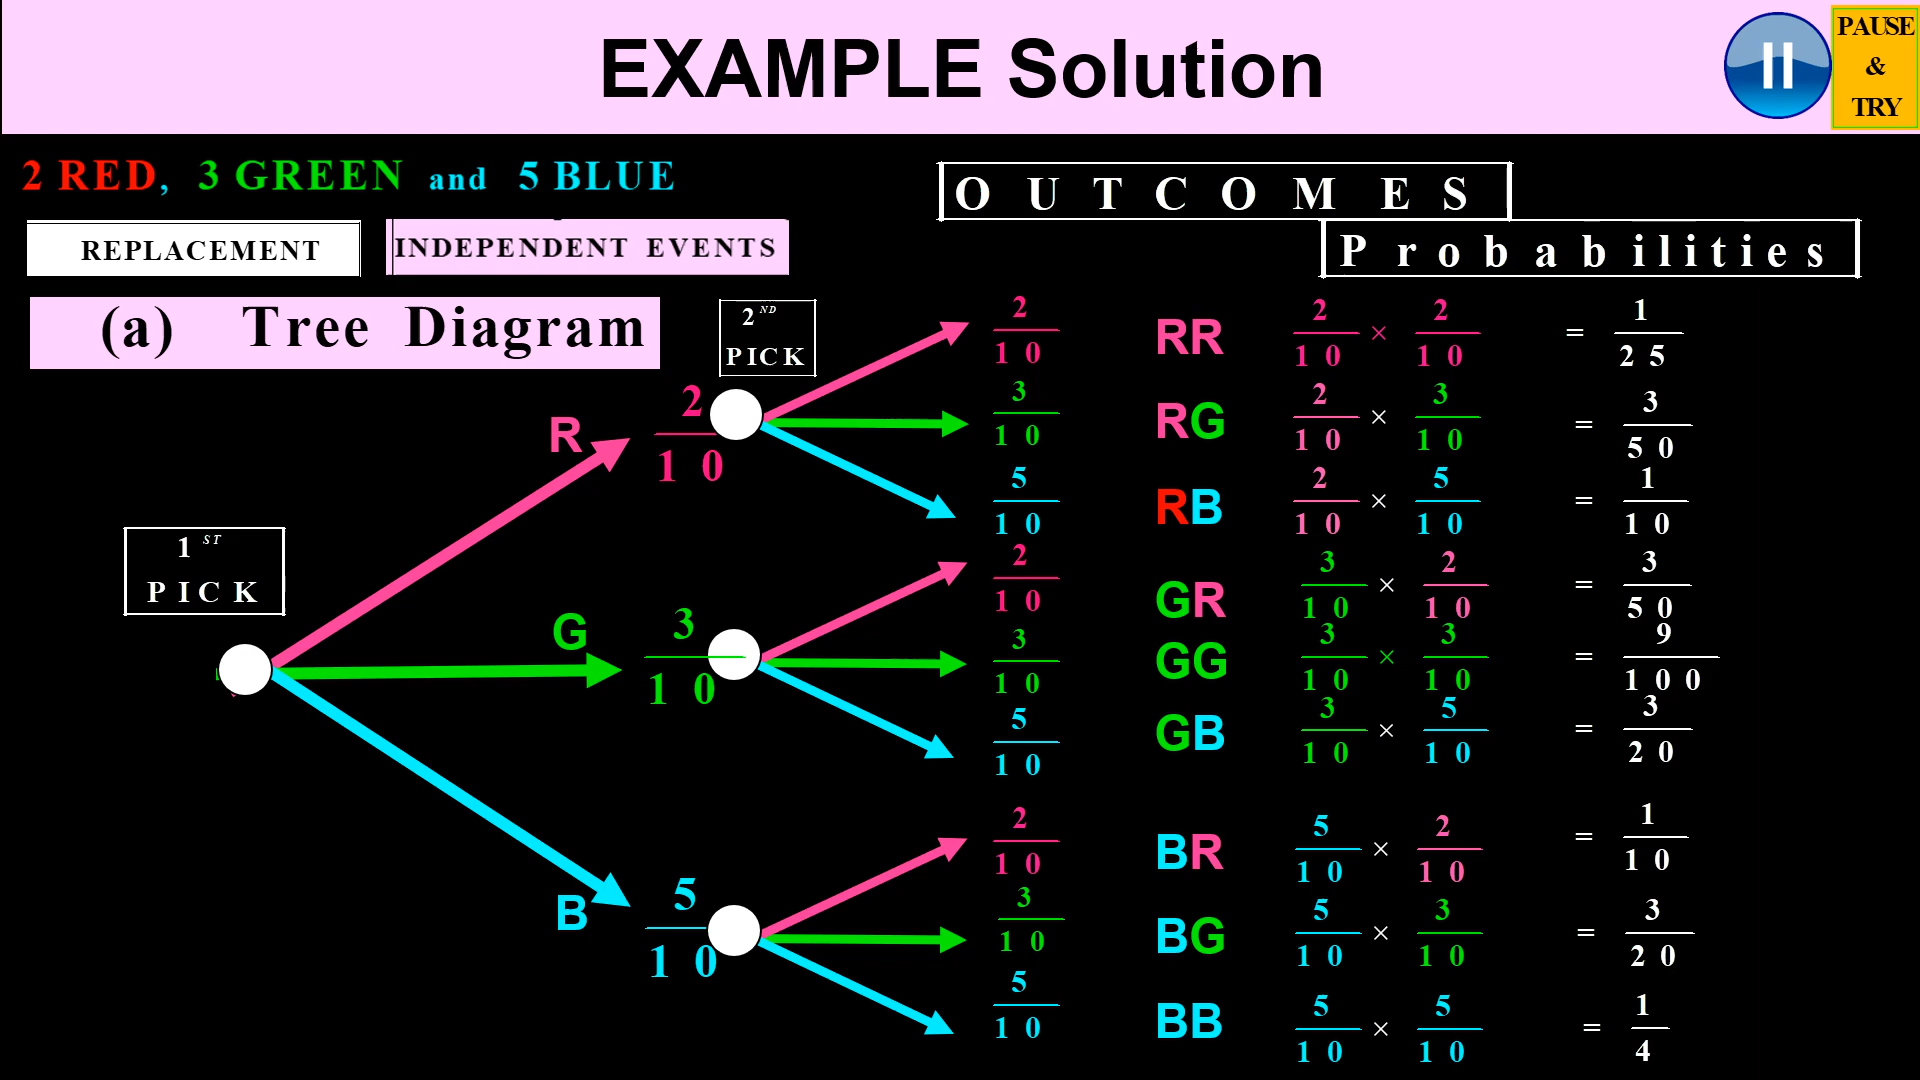 EXAMPLE Solution
PAUSE
&
TRY
2 RED, 3 GREEN and 5 BLUE
OUTCOMES
REPLACEMENT
INDEPENDENT EVENTS
Probabilities
(a) Tree Diagram
2ND
PICK
1ST
PICK
R 2/10
G 3/10
B 5/10
2/10 RR 2/10 × 2/10 = 1/25
3/10 RG 2/10 × 3/10 = 3/50
5/10 RB 2/10 × 5/10 = 1/10
2/10 GR 3/10 × 2/10 = 3/50
3/10 GG 3/10 × 3/10 = 9/100
5/10 GB 3/10 × 5/10 = 3/20
2/10 BR 5/10 × 2/10 = 1/10
3/10 BG 5/10 × 3/10 = 3/20
5/10 BB 5/10 × 5/10 = 1/4